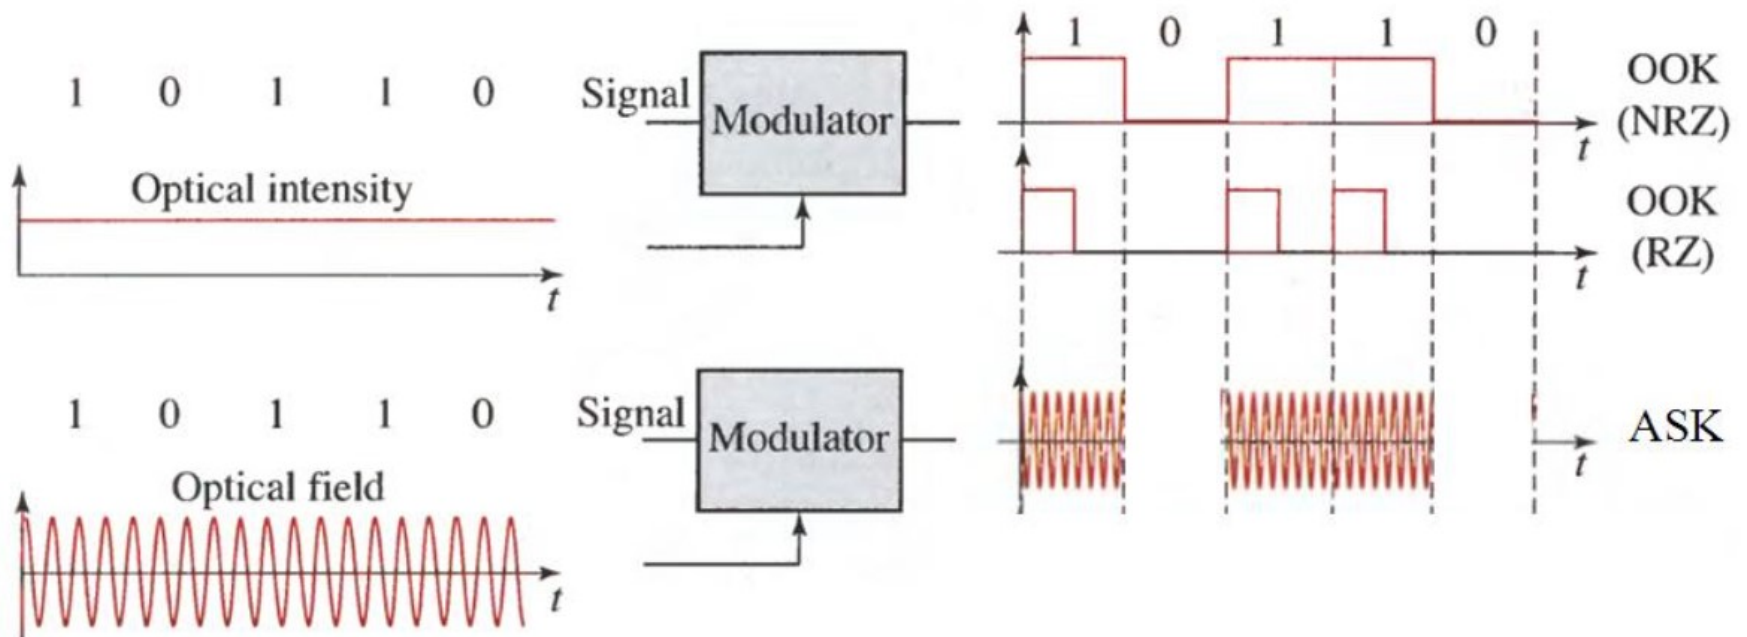 1 0 1 1 0
Optical intensity
t
Signal
Modulator
1 0 1 1 0
OOK
(NRZ)
t
OOK
(RZ)
t
1 0 1 1 0
Optical field
t
Signal
Modulator
ASK
t